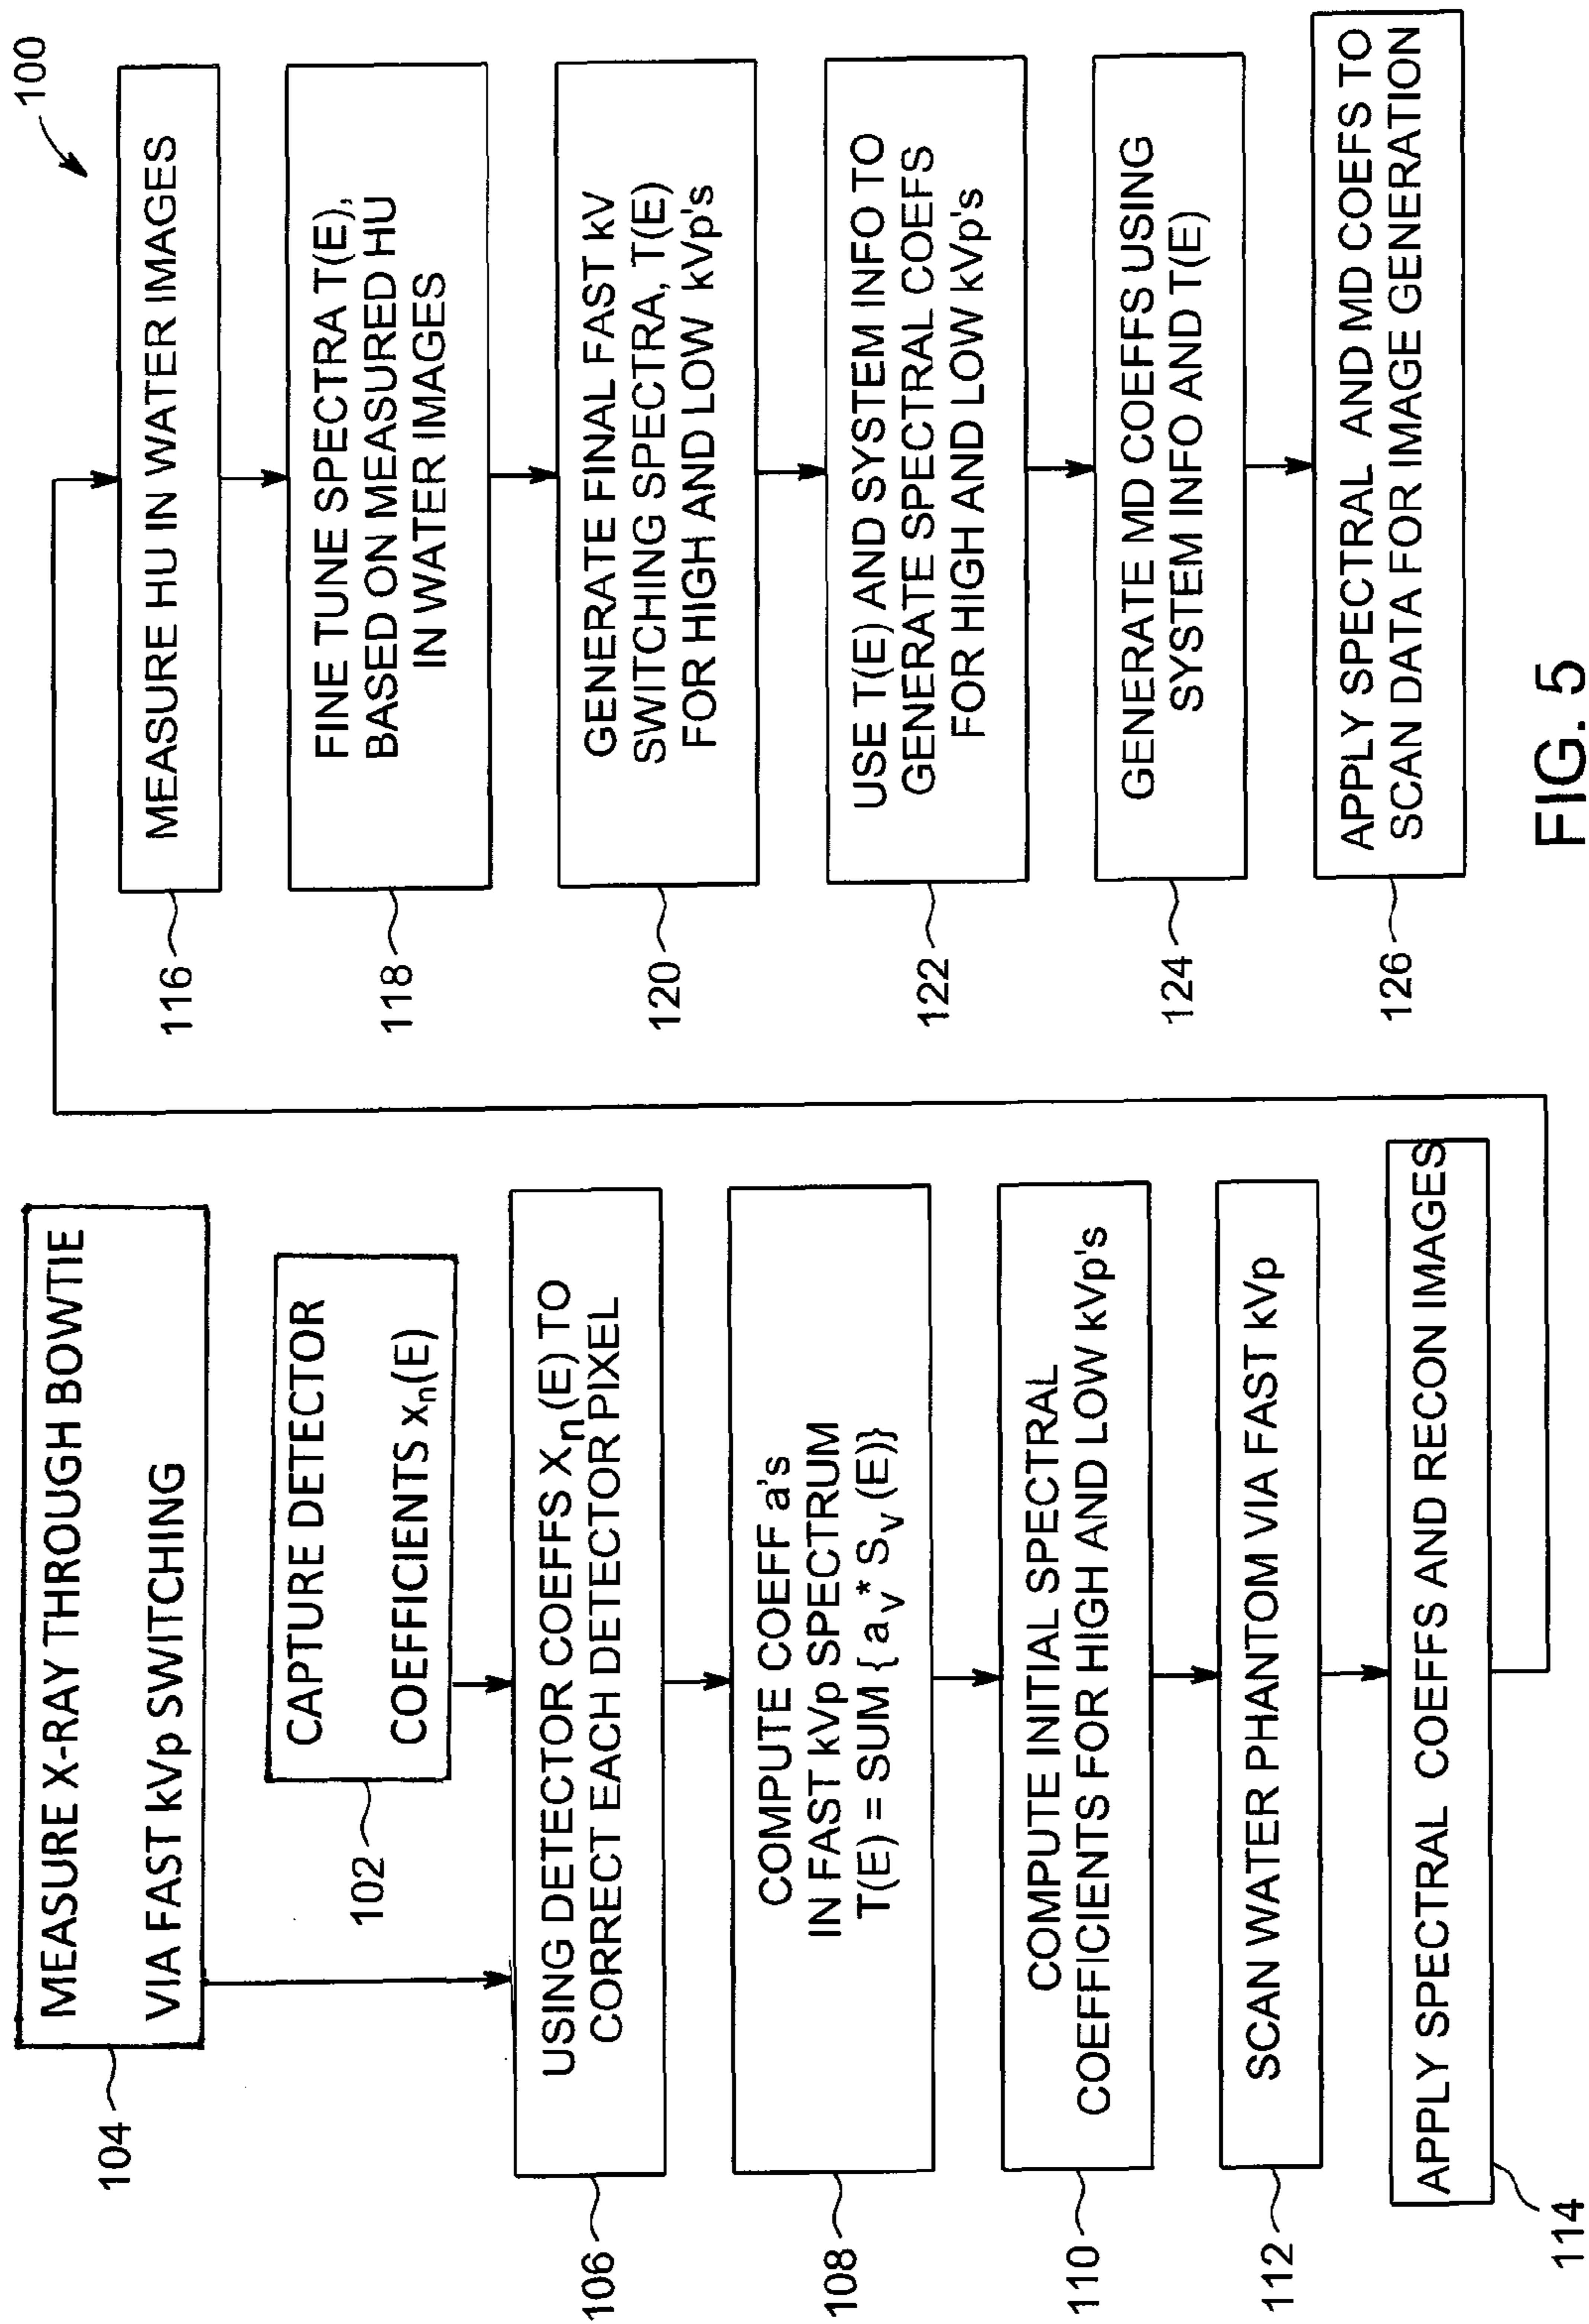 100
104
MEASURE X-RAY THROUGH BOWTIE
VIA FAST kVp SWITCHING
102
CAPTURE DETECTOR
COEFFICIENTS xn(E)
106
USING DETECTOR COEFFS Xn(E) TO
CORRECT EACH DETECTOR PIXEL
108
COMPUTE COEFF a's
IN FAST kVp SPECTRUM
T(E) = SUM { av* Sv (E)}
110
COMPUTE INITIAL SPECTRAL
COEFFICIENTS FOR HIGH AND LOW kVp's
112
SCAN WATER PHANTOM VIA FAST kVp
114
APPLY SPECTRAL COEFFS AND RECON IMAGES
116
MEASURE HU IN WATER IMAGES
118
FINE TUNE SPECTRA T(E),
BASED ON MEASURED HU
IN WATER IMAGES
120
GENERATE FINAL FAST kV
SWITCHING SPECTRA, T(E)
FOR HIGH AND LOW kVp's
122
USE T(E) AND SYSTEM INFO TO
GENERATE SPECTRAL COEFS
FOR HIGH AND LOW kVp's
124
GENERATE MD COEFFS USING
SYSTEM INFO AND T(E)
126
APPLY SPECTRAL AND MD COEFS TO
SCAN DATA FOR IMAGE GENERATION
FIG. 5